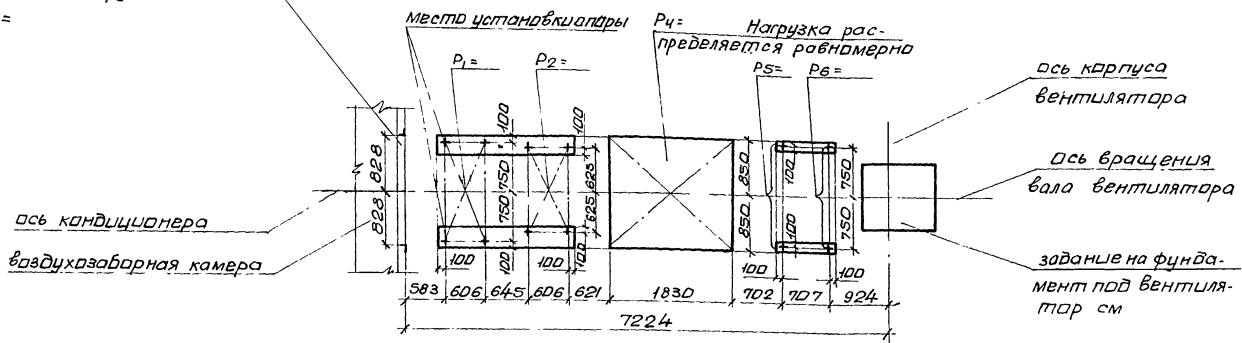 =
место установки опоры
P₄=
Нагрузка рас-
пределяется равномерно
P₁=
P₂=
P₅=
P₆=
ось корпуса
вентилятора
ось вращения
вала вентилятора
ось кондиционера
воздухозаборная камера
задание на фунда-
мент под вентиля-
тор см
828
828
100
750
750
100
100
625
625
100
850
850
100
100
750
750
100
100
100
100
583
606
645
606
621
1830
702
707
924
7224